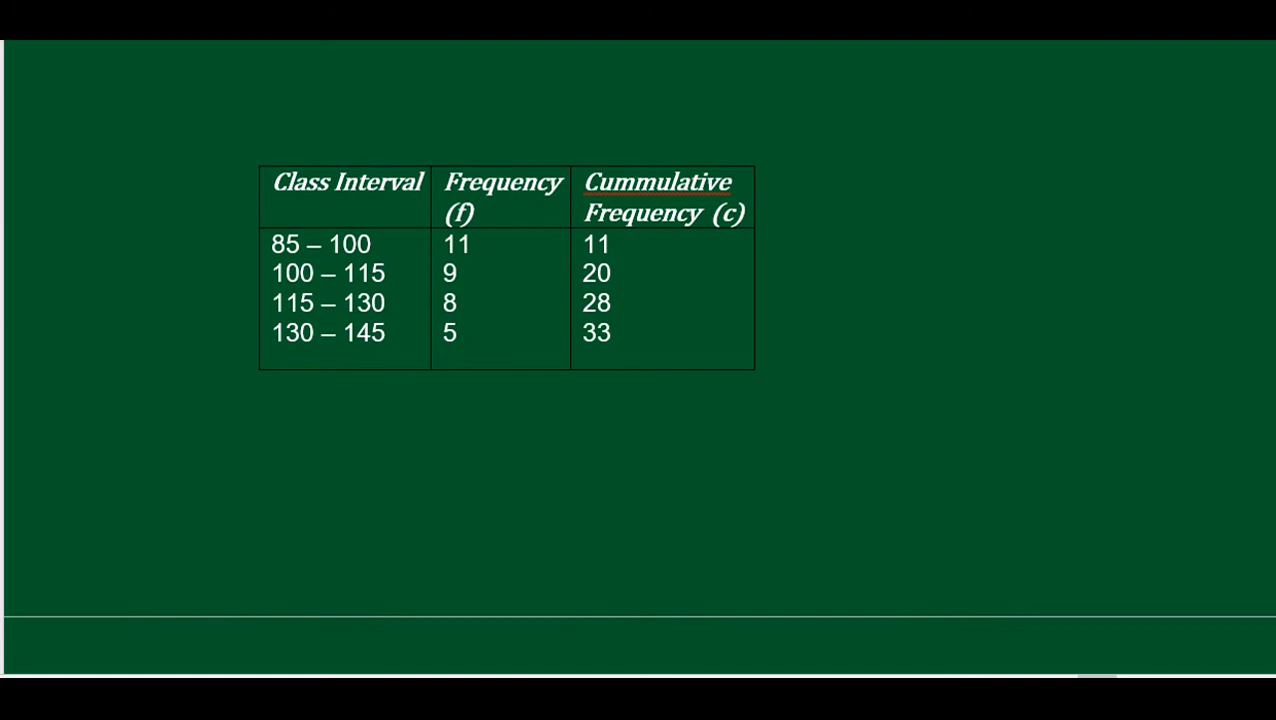 Class Interval Frequency (f) Cummulative Frequency (c)
85 – 100 11 11
100 – 115 9 20
115 – 130 8 28
130 – 145 5 33